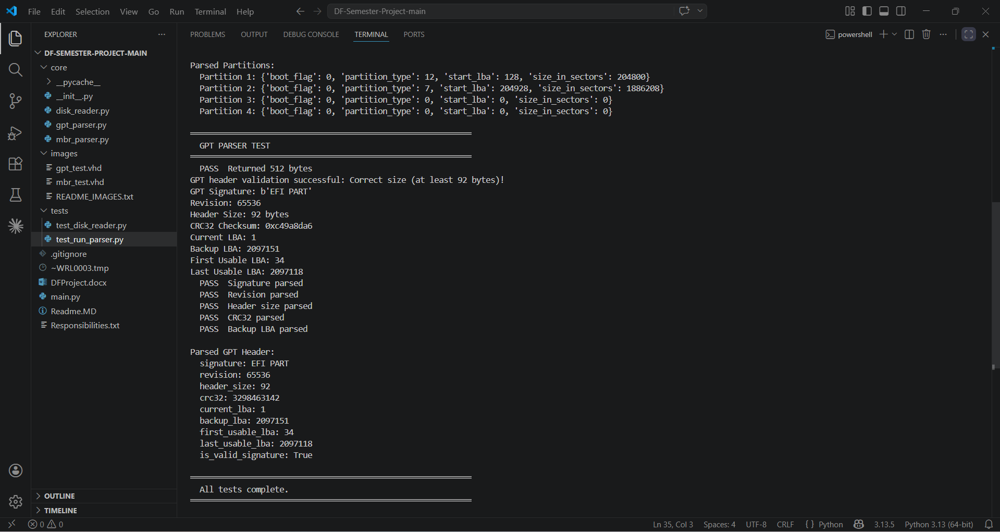 File Edit Selection View Go Run Terminal Help DF-Semester-Project-main
EXPLORER
DF-SEMESTER-PROJECT-MAIN
core
__pycache__
__init__.py
disk_reader.py
gpt_parser.py
mbr_parser.py
images
gpt_test.vhd
mbr_test.vhd
README_IMAGES.txt
tests
test_disk_reader.py
test_run_parser.py
.gitignore
~WRL0003.tmp
DFProject.docx
main.py
Readme.MD
Responsibilities.txt
OUTLINE
TIMELINE
PROBLEMS OUTPUT DEBUG CONSOLE TERMINAL PORTS powershell
Parsed Partitions:
Partition 1: {'boot_flag': 0, 'partition_type': 12, 'start_lba': 128, 'size_in_sectors': 204800}
Partition 2: {'boot_flag': 0, 'partition_type': 7, 'start_lba': 204928, 'size_in_sectors': 1886208}
Partition 3: {'boot_flag': 0, 'partition_type': 0, 'start_lba': 0, 'size_in_sectors': 0}
Partition 4: {'boot_flag': 0, 'partition_type': 0, 'start_lba': 0, 'size_in_sectors': 0}
GPT PARSER TEST
PASS Returned 512 bytes
GPT header validation successful: Correct size (at least 92 bytes)!
GPT Signature: b'EFI PART'
Revision: 65536
Header Size: 92 bytes
CRC32 Checksum: 0xc49a8da6
Current LBA: 1
Backup LBA: 2097151
First Usable LBA: 34
Last Usable LBA: 2097118
PASS Signature parsed
PASS Revision parsed
PASS Header size parsed
PASS CRC32 parsed
PASS Backup LBA parsed
Parsed GPT Header:
signature: EFI PART
revision: 65536
header_size: 92
crc32: 3298463142
current_lba: 1
backup_lba: 2097151
first_usable_lba: 34
last_usable_lba: 2097118
is_valid_signature: True
All tests complete.
0 0 Ln 35, Col 3 Spaces: 4 UTF-8 CRLF { } Python 3.13.5 Python 3.13 (64-bit)